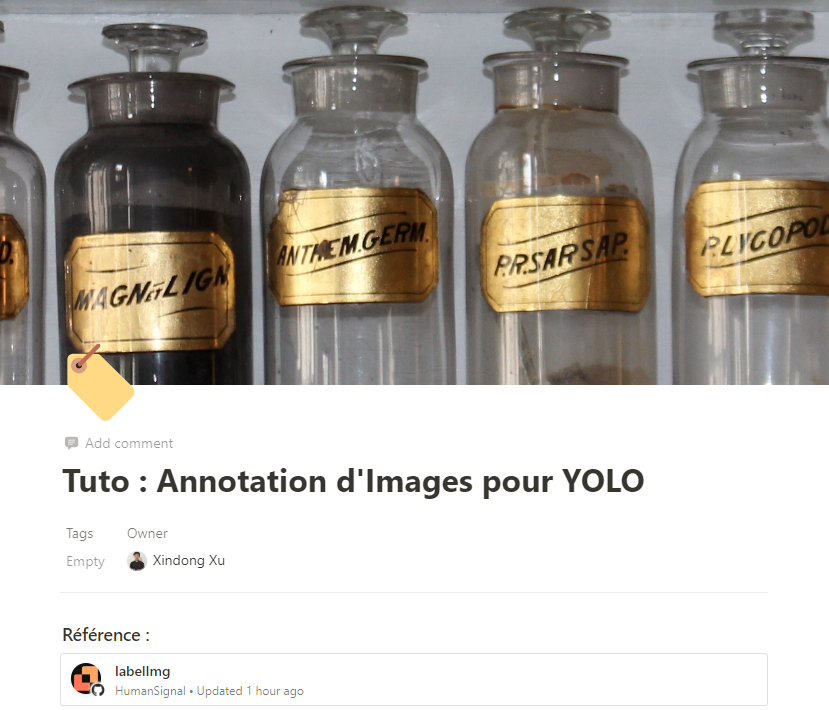 D.
MAGN ET LIGN
ANTHEM.GERM.
P.R.SARSAP.
P.LYCOPOD
Add comment
Tuto : Annotation d'Images pour YOLO
Tags
Owner
Empty
Xindong Xu
Référence :
labelImg
HumanSignal • Updated 1 hour ago